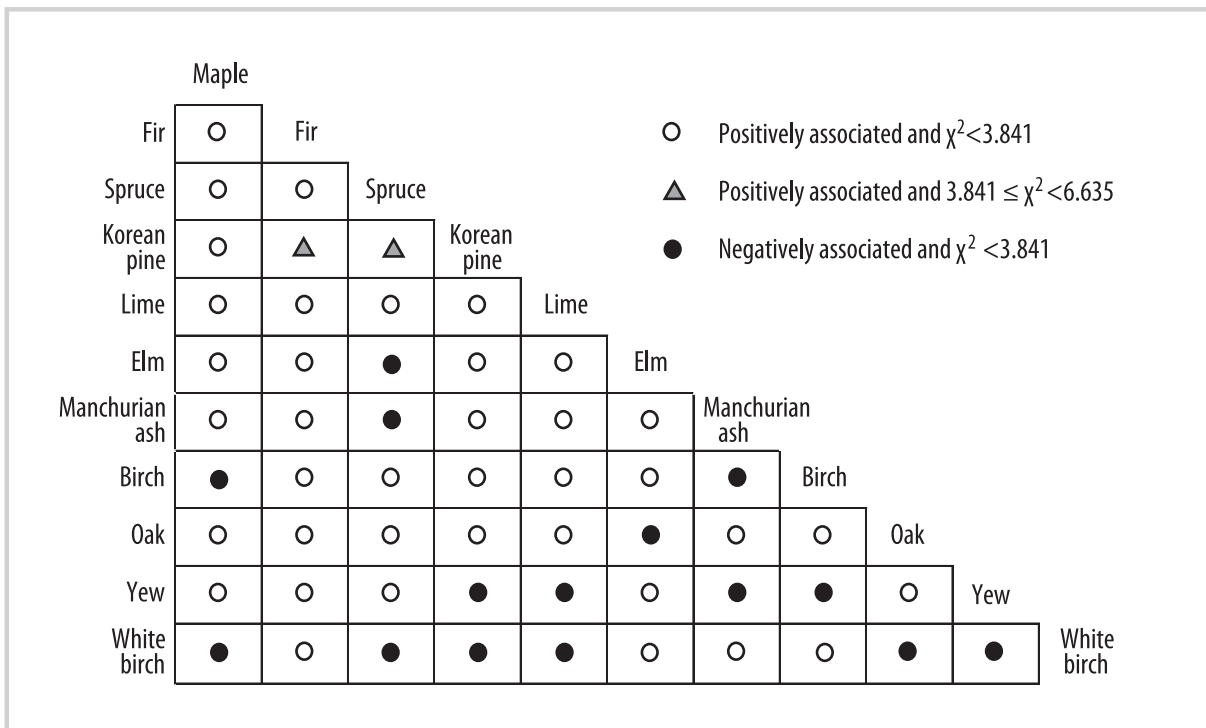 Maple
Fir
Fir
Positively associated and χ²<3.841
Spruce
Spruce
Positively associated and 3.841 ≤ χ²<6.635
Korean
pine
Korean
pine
Negatively associated and χ² <3.841
Lime
Lime
Elm
Elm
Manchurian
ash
Manchurian
ash
Birch
Birch
Oak
Oak
Yew
Yew
White
birch
White
birch